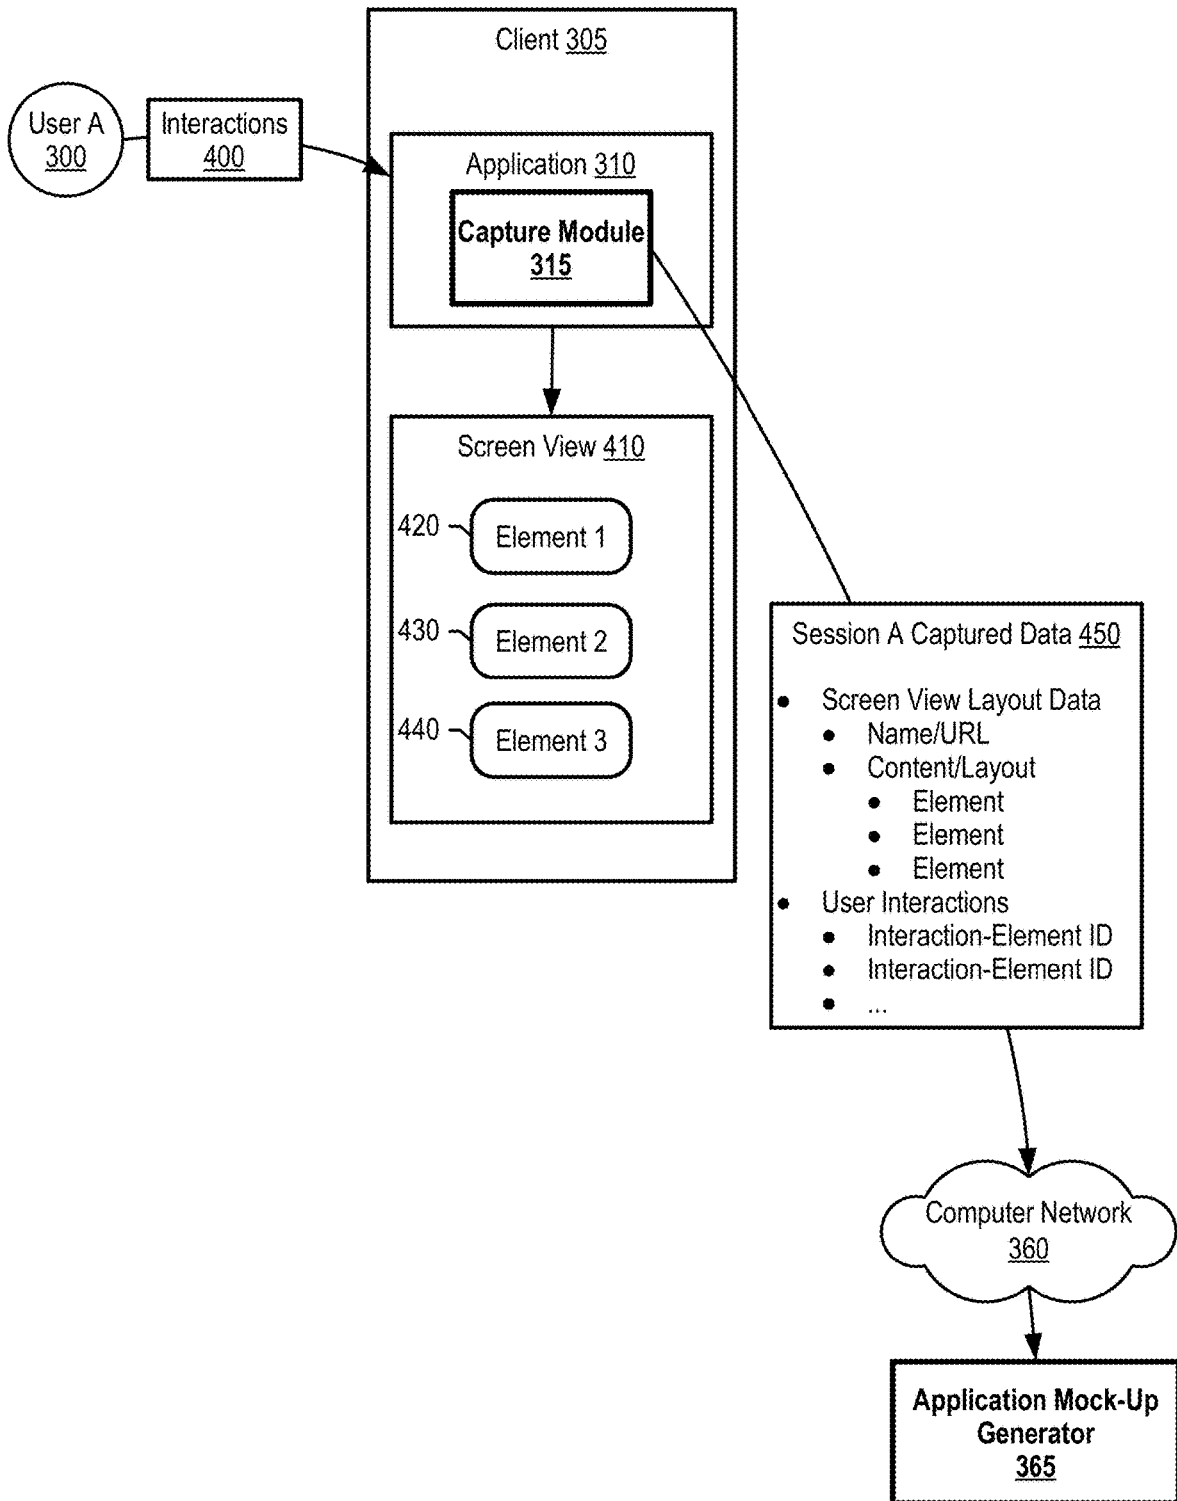 Client 305
User A
300
Interactions
400
Application 310
Capture Module
315
Screen View 410
420
Element 1
430
Element 2
440
Element 3
Session A Captured Data 450
• Screen View Layout Data
• Name/URL
• Content/Layout
• Element
• Element
• Element
• User Interactions
• Interaction-Element ID
• Interaction-Element ID
• ...
Computer Network
360
Application Mock-Up
Generator
365